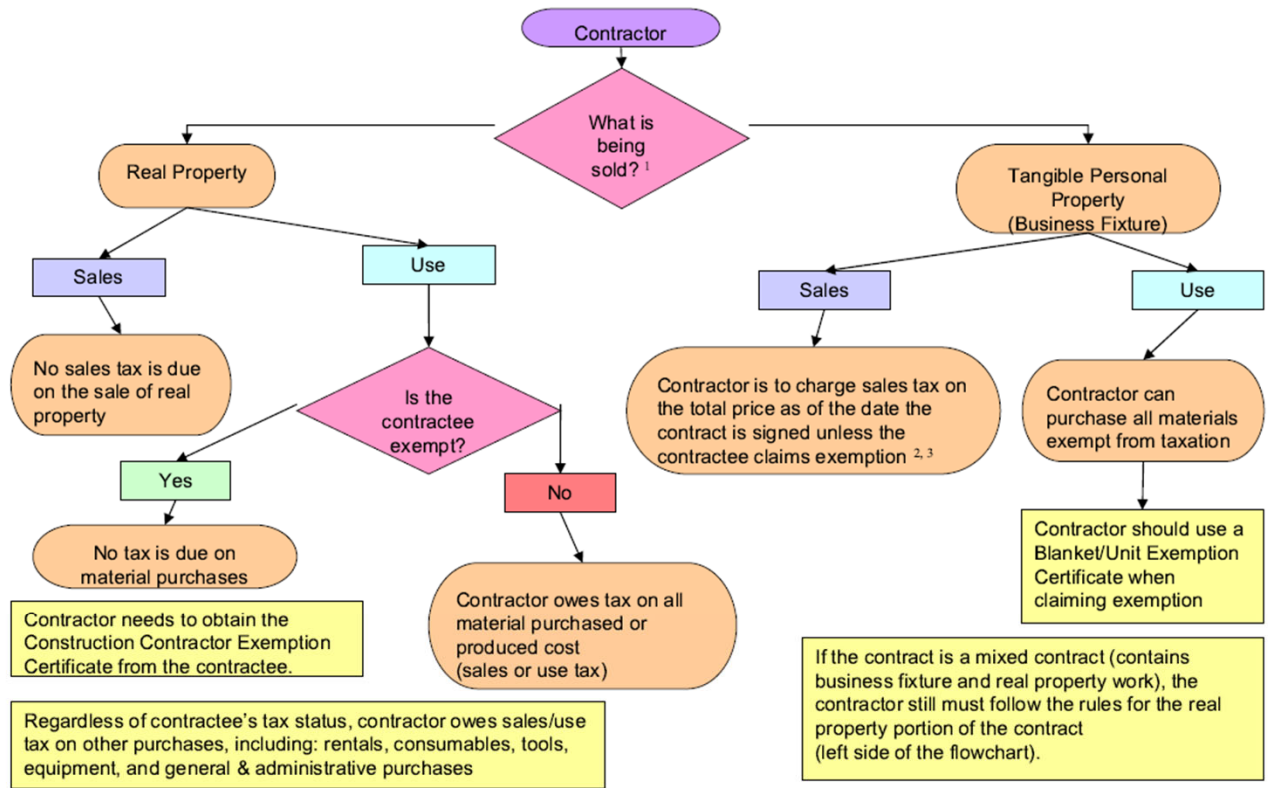 Contractor
What is
being
sold? 1
Real Property
Tangible Personal
Property
(Business Fixture)
Sales
Use
Sales
Use
No sales tax is due
on the sale of real
property
Is the
contractee
exempt?
Contractor is to charge sales tax on
the total price as of the date the
contract is signed unless the
contractee claims exemption 2, 3
Contractor can
purchase all materials
exempt from taxation
Yes
No
No tax is due on
material purchases
Contractor should use a
Blanket/Unit Exemption
Certificate when
claiming exemption
Contractor needs to obtain the
Construction Contractor Exemption
Certificate from the contractee.
Contractor owes tax on all
material purchased or
produced cost
(sales or use tax)
If the contract is a mixed contract (contains
business fixture and real property work), the
contractor still must follow the rules for the real
property portion of the contract
(left side of the flowchart).
Regardless of contractee's tax status, contractor owes sales/use
tax on other purchases, including: rentals, consumables, tools,
equipment, and general & administrative purchases